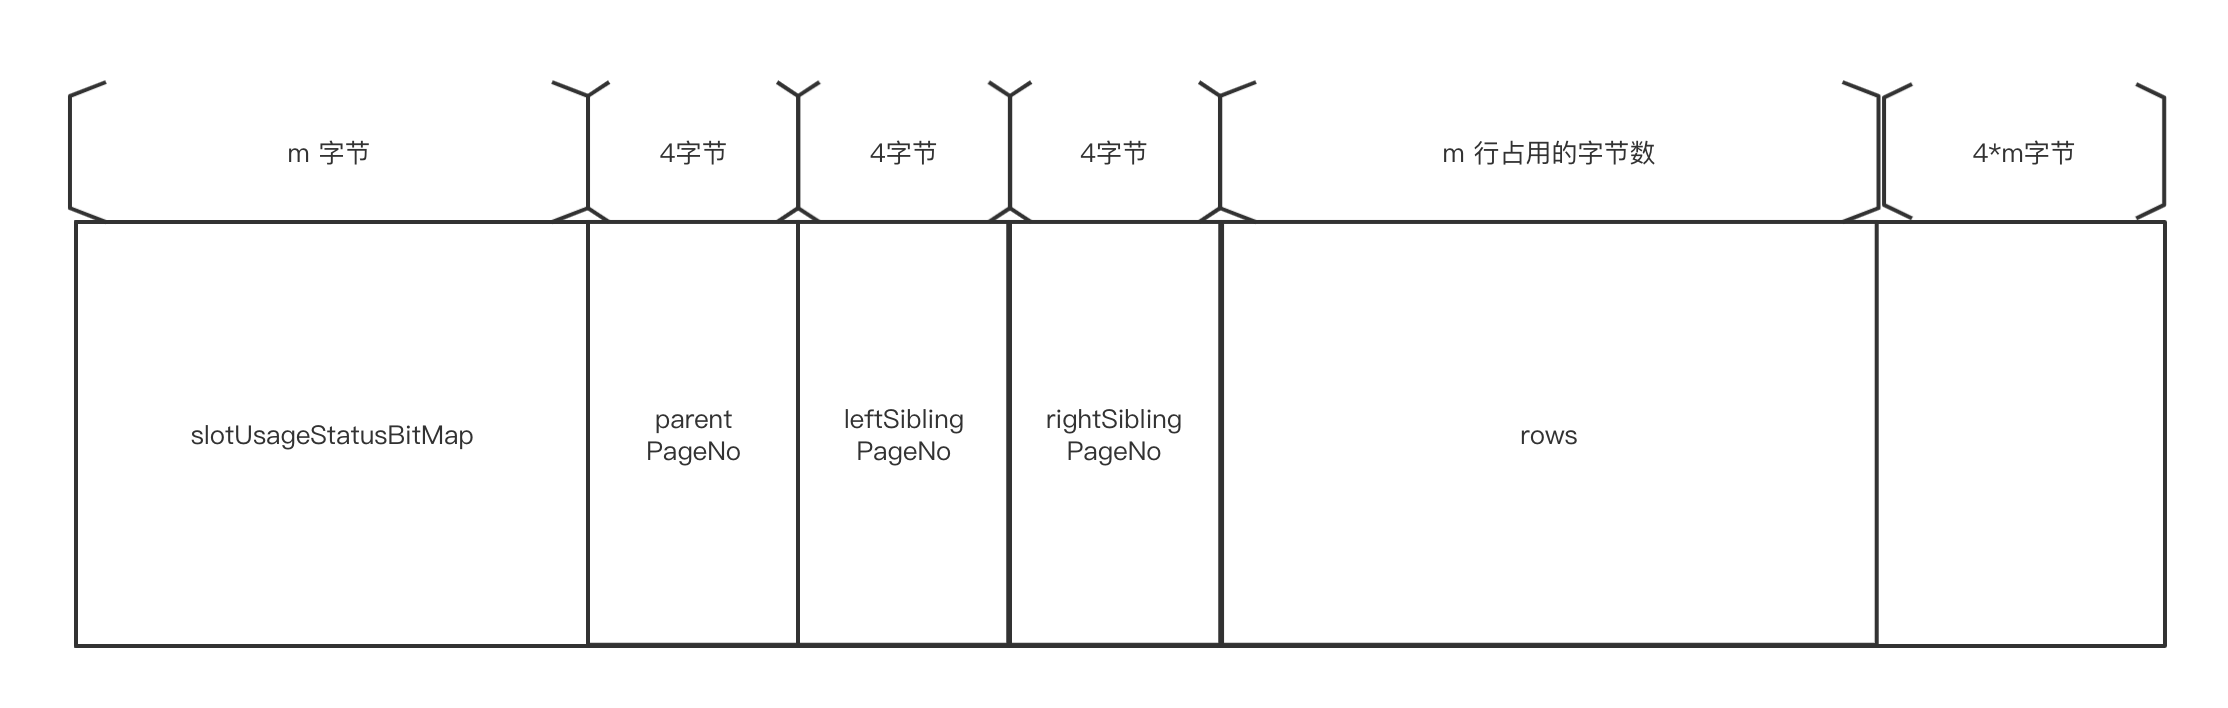 m 字节
4字节
4字节
4字节
m 行占用的字节数
4*m字节
slotUsageStatusBitMap
parent
PageNo
leftSibling
PageNo
rightSibling
PageNo
rows